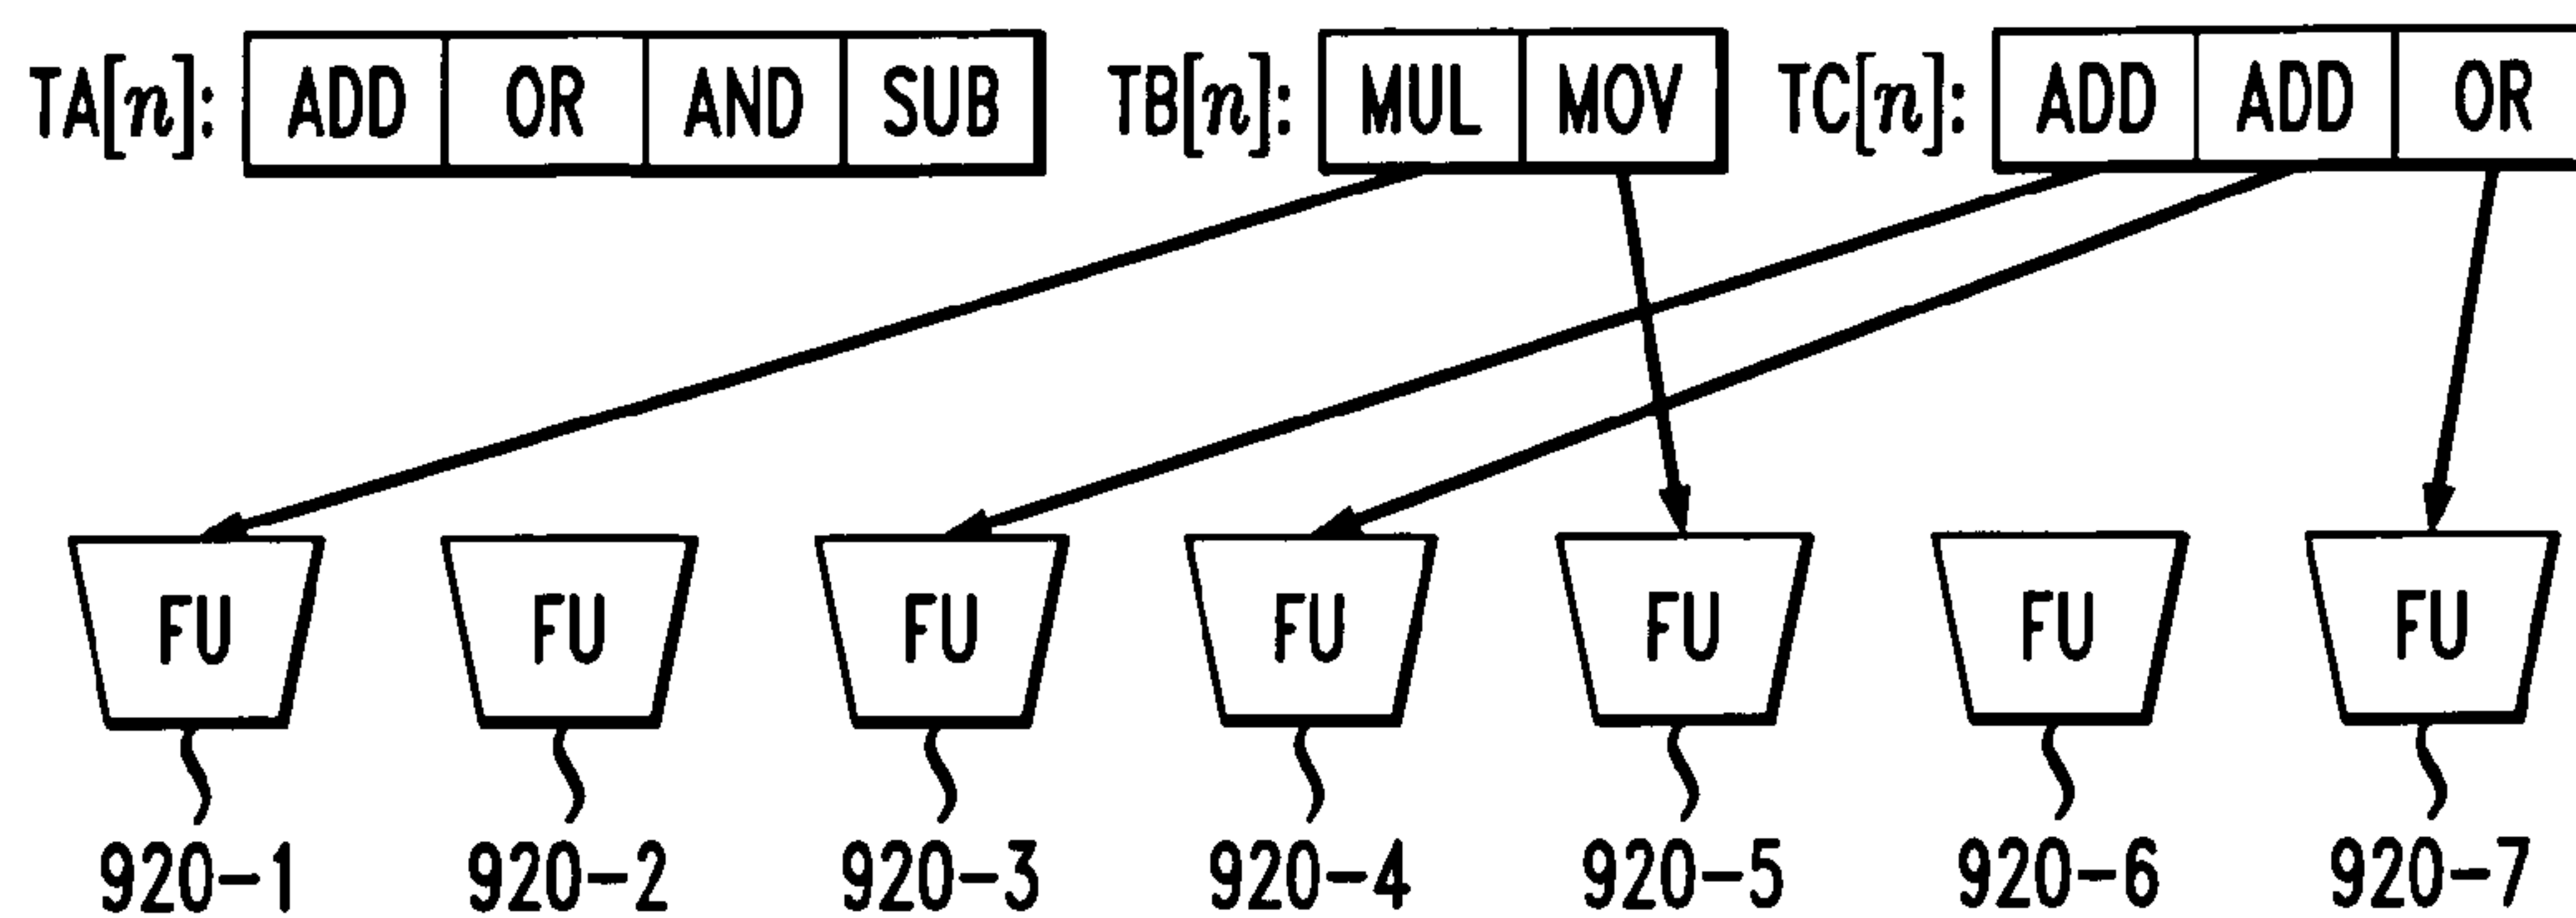 TA[n]: ADD OR AND SUB TB[n]: MUL MOV TC[n]: ADD ADD OR
FU FU FU FU FU FU FU
920-1 920-2 920-3 920-4 920-5 920-6 920-7